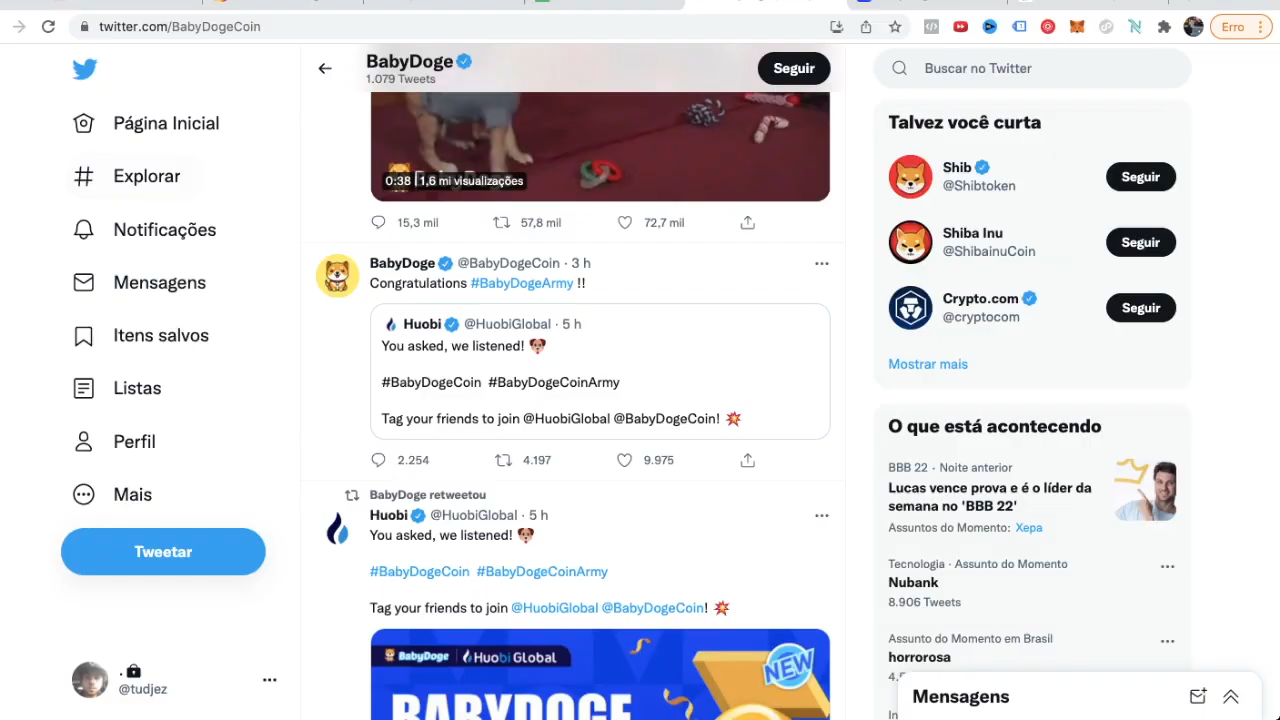 twitter.com/BabyDogeCoin
Erro
Página Inicial
Explorar
Notificações
Mensagens
Itens salvos
Listas
Perfil
Mais
Tweetar
.
@tudjez
BabyDoge
1.079 Tweets
Seguir
0:38 1,6 mi visualizações
15,3 mil 57,8 mil 72,7 mil
BabyDoge @BabyDogeCoin · 3 h
Congratulations #BabyDogeArmy !!
Huobi @HuobiGlobal · 5 h
You asked, we listened!
#BabyDogeCoin #BabyDogeCoinArmy
Tag your friends to join @HuobiGlobal @BabyDogeCoin!
2.254 4.197 9.975
BabyDoge retweetou
Huobi @HuobiGlobal · 5 h
You asked, we listened!
#BabyDogeCoin #BabyDogeCoinArmy
Tag your friends to join @HuobiGlobal @BabyDogeCoin!
BabyDoge Huobi Global
NEW
BABYDOGE
Buscar no Twitter
Talvez você curta
Shib
@Shibtoken
Seguir
Shiba Inu
@ShibainuCoin
Seguir
Crypto.com
@cryptocom
Seguir
Mostrar mais
O que está acontecendo
BBB 22 · Noite anterior
Lucas vence prova e é o líder da
semana no 'BBB 22'
Assuntos do Momento: Xepa
Tecnologia · Assunto do Momento
Nubank
8.906 Tweets
Assunto do Momento em Brasil
horrorosa
Mensagens